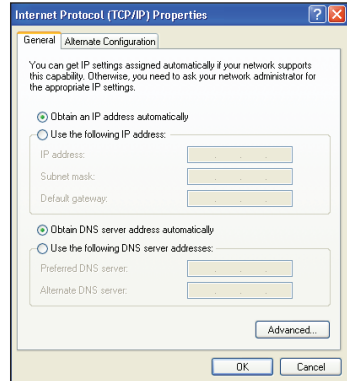 Internet Protocol (TCP/IP) Properties
General
Alternate Configuration
You can get IP settings assigned automatically if your network supports
this capability. Otherwise, you need to ask your network administrator for
the appropriate IP settings.
Obtain an IP address automatically
Use the following IP address:
IP address:
Subnet mask:
Default gateway:
Obtain DNS server address automatically
Use the following DNS server addresses:
Preferred DNS server:
Alternate DNS server:
Advanced...
OK
Cancel